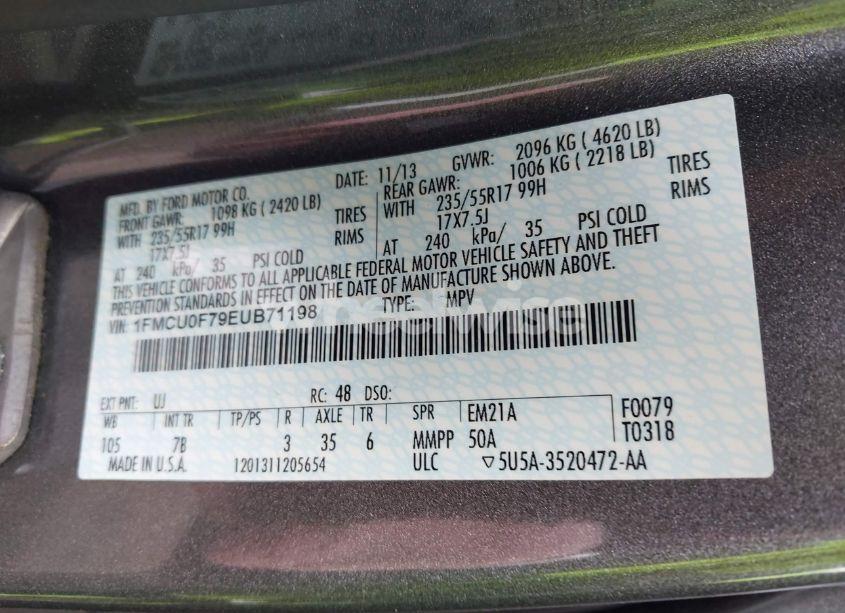 MFD. BY FORD MOTOR CO. DATE: 11/13 GVWR: 2096 KG ( 4620 LB)
FRONT GAWR: 1098 KG ( 2420 LB) REAR GAWR: 1006 KG ( 2218 LB)
WITH 235/55R17 99H TIRES WITH 235/55R17 99H TIRES
17X7.5J RIMS 17X7.5J RIMS
AT 240 kPa/ 35 PSI COLD AT 240 kPa/ 35 PSI COLD
THIS VEHICLE CONFORMS TO ALL APPLICABLE FEDERAL MOTOR VEHICLE SAFETY AND THEFT
PREVENTION STANDARDS IN EFFECT ON THE DATE OF MANUFACTURE SHOWN ABOVE.
VIN: 1FMCU0F79EUB71198 TYPE: MPV
wheelwise
EXT PNT: UJ RC: 48 DSO:
WB INT TR TP/PS R AXLE TR SPR EM21A F0079
105 7B 3 35 6 MMPP 50A T0318
MADE IN U.S.A. 1201311205654 ULC ▽5U5A-3520472-AA